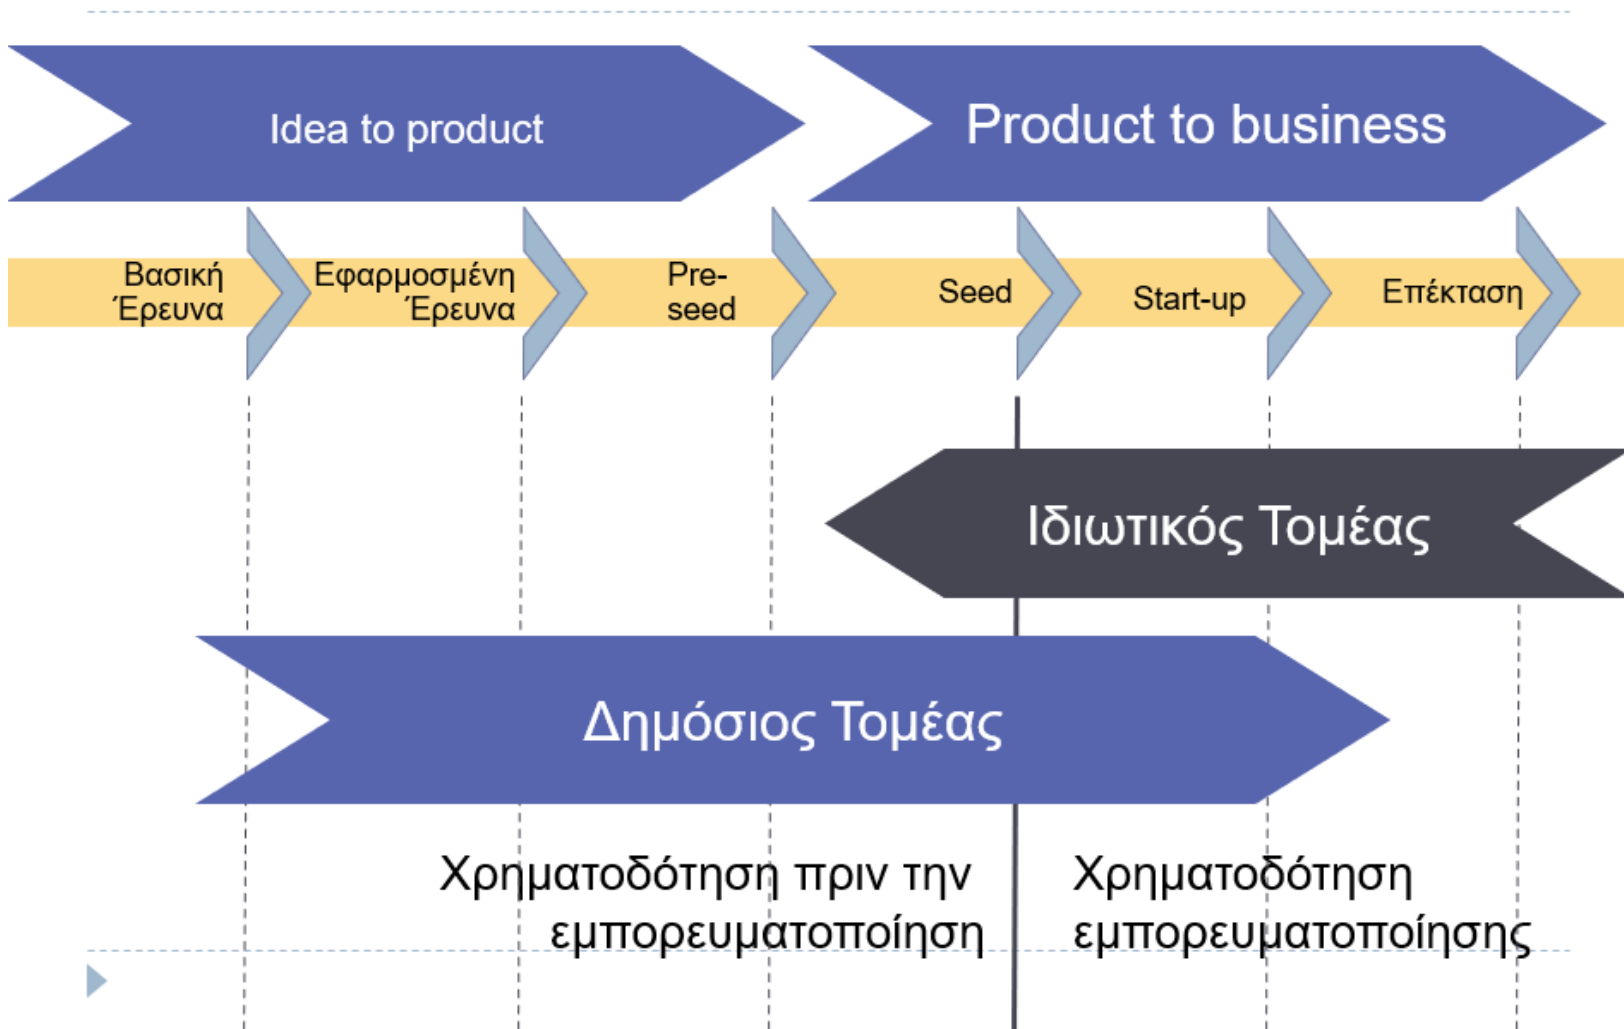 Idea to product
Product to business
Βασική
Έρευνα
Εφαρμοσμένη
Έρευνα
Pre-
seed
Seed
Start-up
Επέκταση
Ιδιωτικός Τομέας
Δημόσιος Τομέας
Χρηματοδότηση πριν την
εμπορευματοποίηση
Χρηματοδότηση
εμπορευματοποίησης